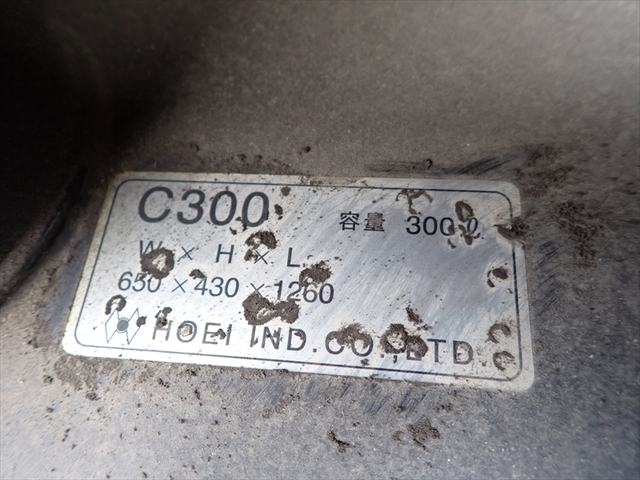 C300 容量 300ℓ
W × H × L
650 × 430 × 1260
HOEI IND. CO., LTD.